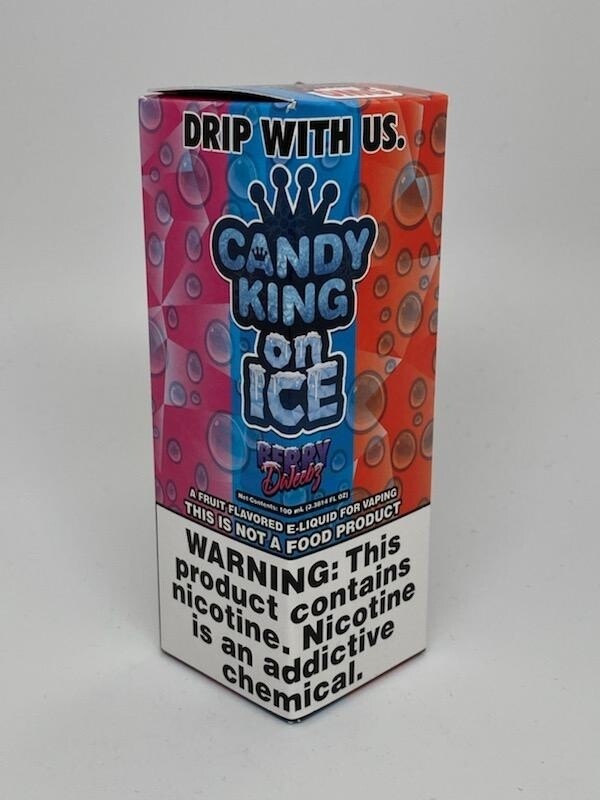 DRIP WITH US.
CANDY
KING
on
ICE
BERRY
Dweebz
Net Contents: 100 mL (3.3814 FL OZ)
A FRUIT FLAVORED E-LIQUID FOR VAPING
THIS IS NOT A FOOD PRODUCT
WARNING: This
product contains
nicotine. Nicotine
is an addictive
chemical.